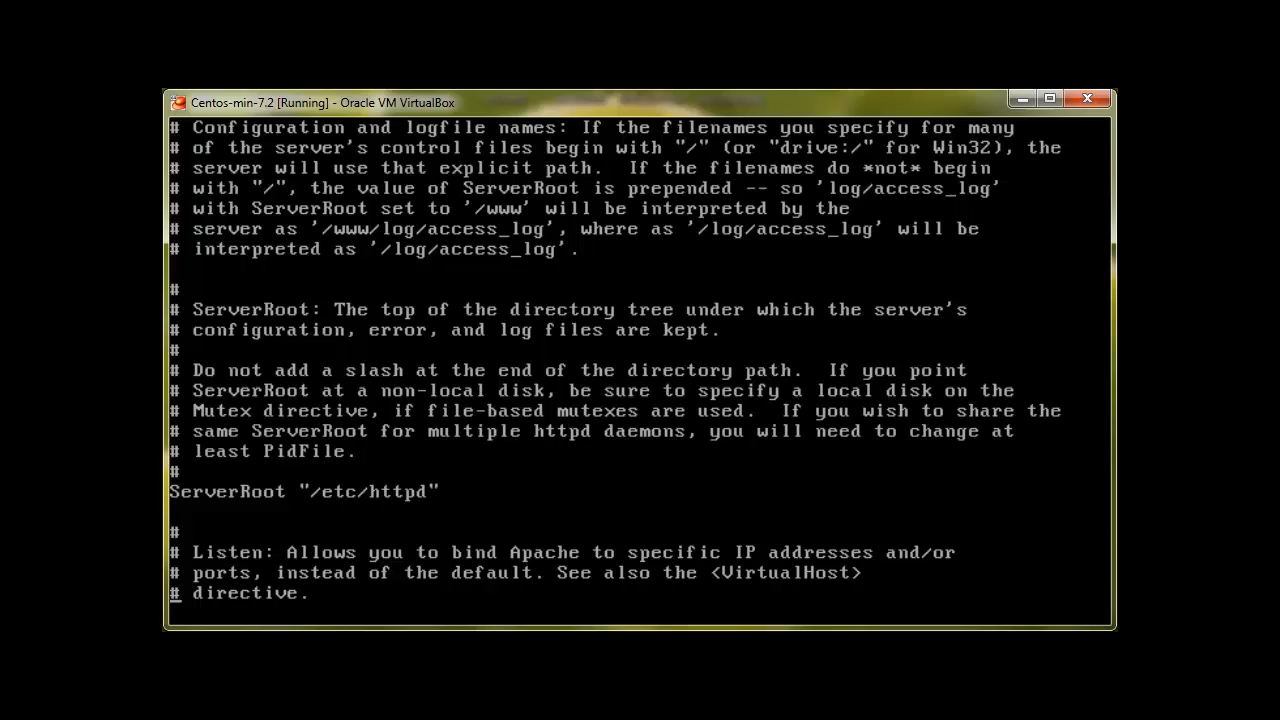 Centos-min-7.2 [Running] - Oracle VM VirtualBox
# Configuration and logfile names: If the filenames you specify for many
# of the server's control files begin with "/" (or "drive:/" for Win32), the
# server will use that explicit path.  If the filenames do *not* begin
# with "/", the value of ServerRoot is prepended -- so 'log/access_log'
# with ServerRoot set to '/www' will be interpreted by the
# server as '/www/log/access_log', where as '/log/access_log' will be
# interpreted as '/log/access_log'.
#
# ServerRoot: The top of the directory tree under which the server's
# configuration, error, and log files are kept.
#
# Do not add a slash at the end of the directory path.  If you point
# ServerRoot at a non-local disk, be sure to specify a local disk on the
# Mutex directive, if file-based mutexes are used.  If you wish to share the
# same ServerRoot for multiple httpd daemons, you will need to change at
# least PidFile.
#
ServerRoot "/etc/httpd"
#
# Listen: Allows you to bind Apache to specific IP addresses and/or
# ports, instead of the default. See also the <VirtualHost>
# directive.